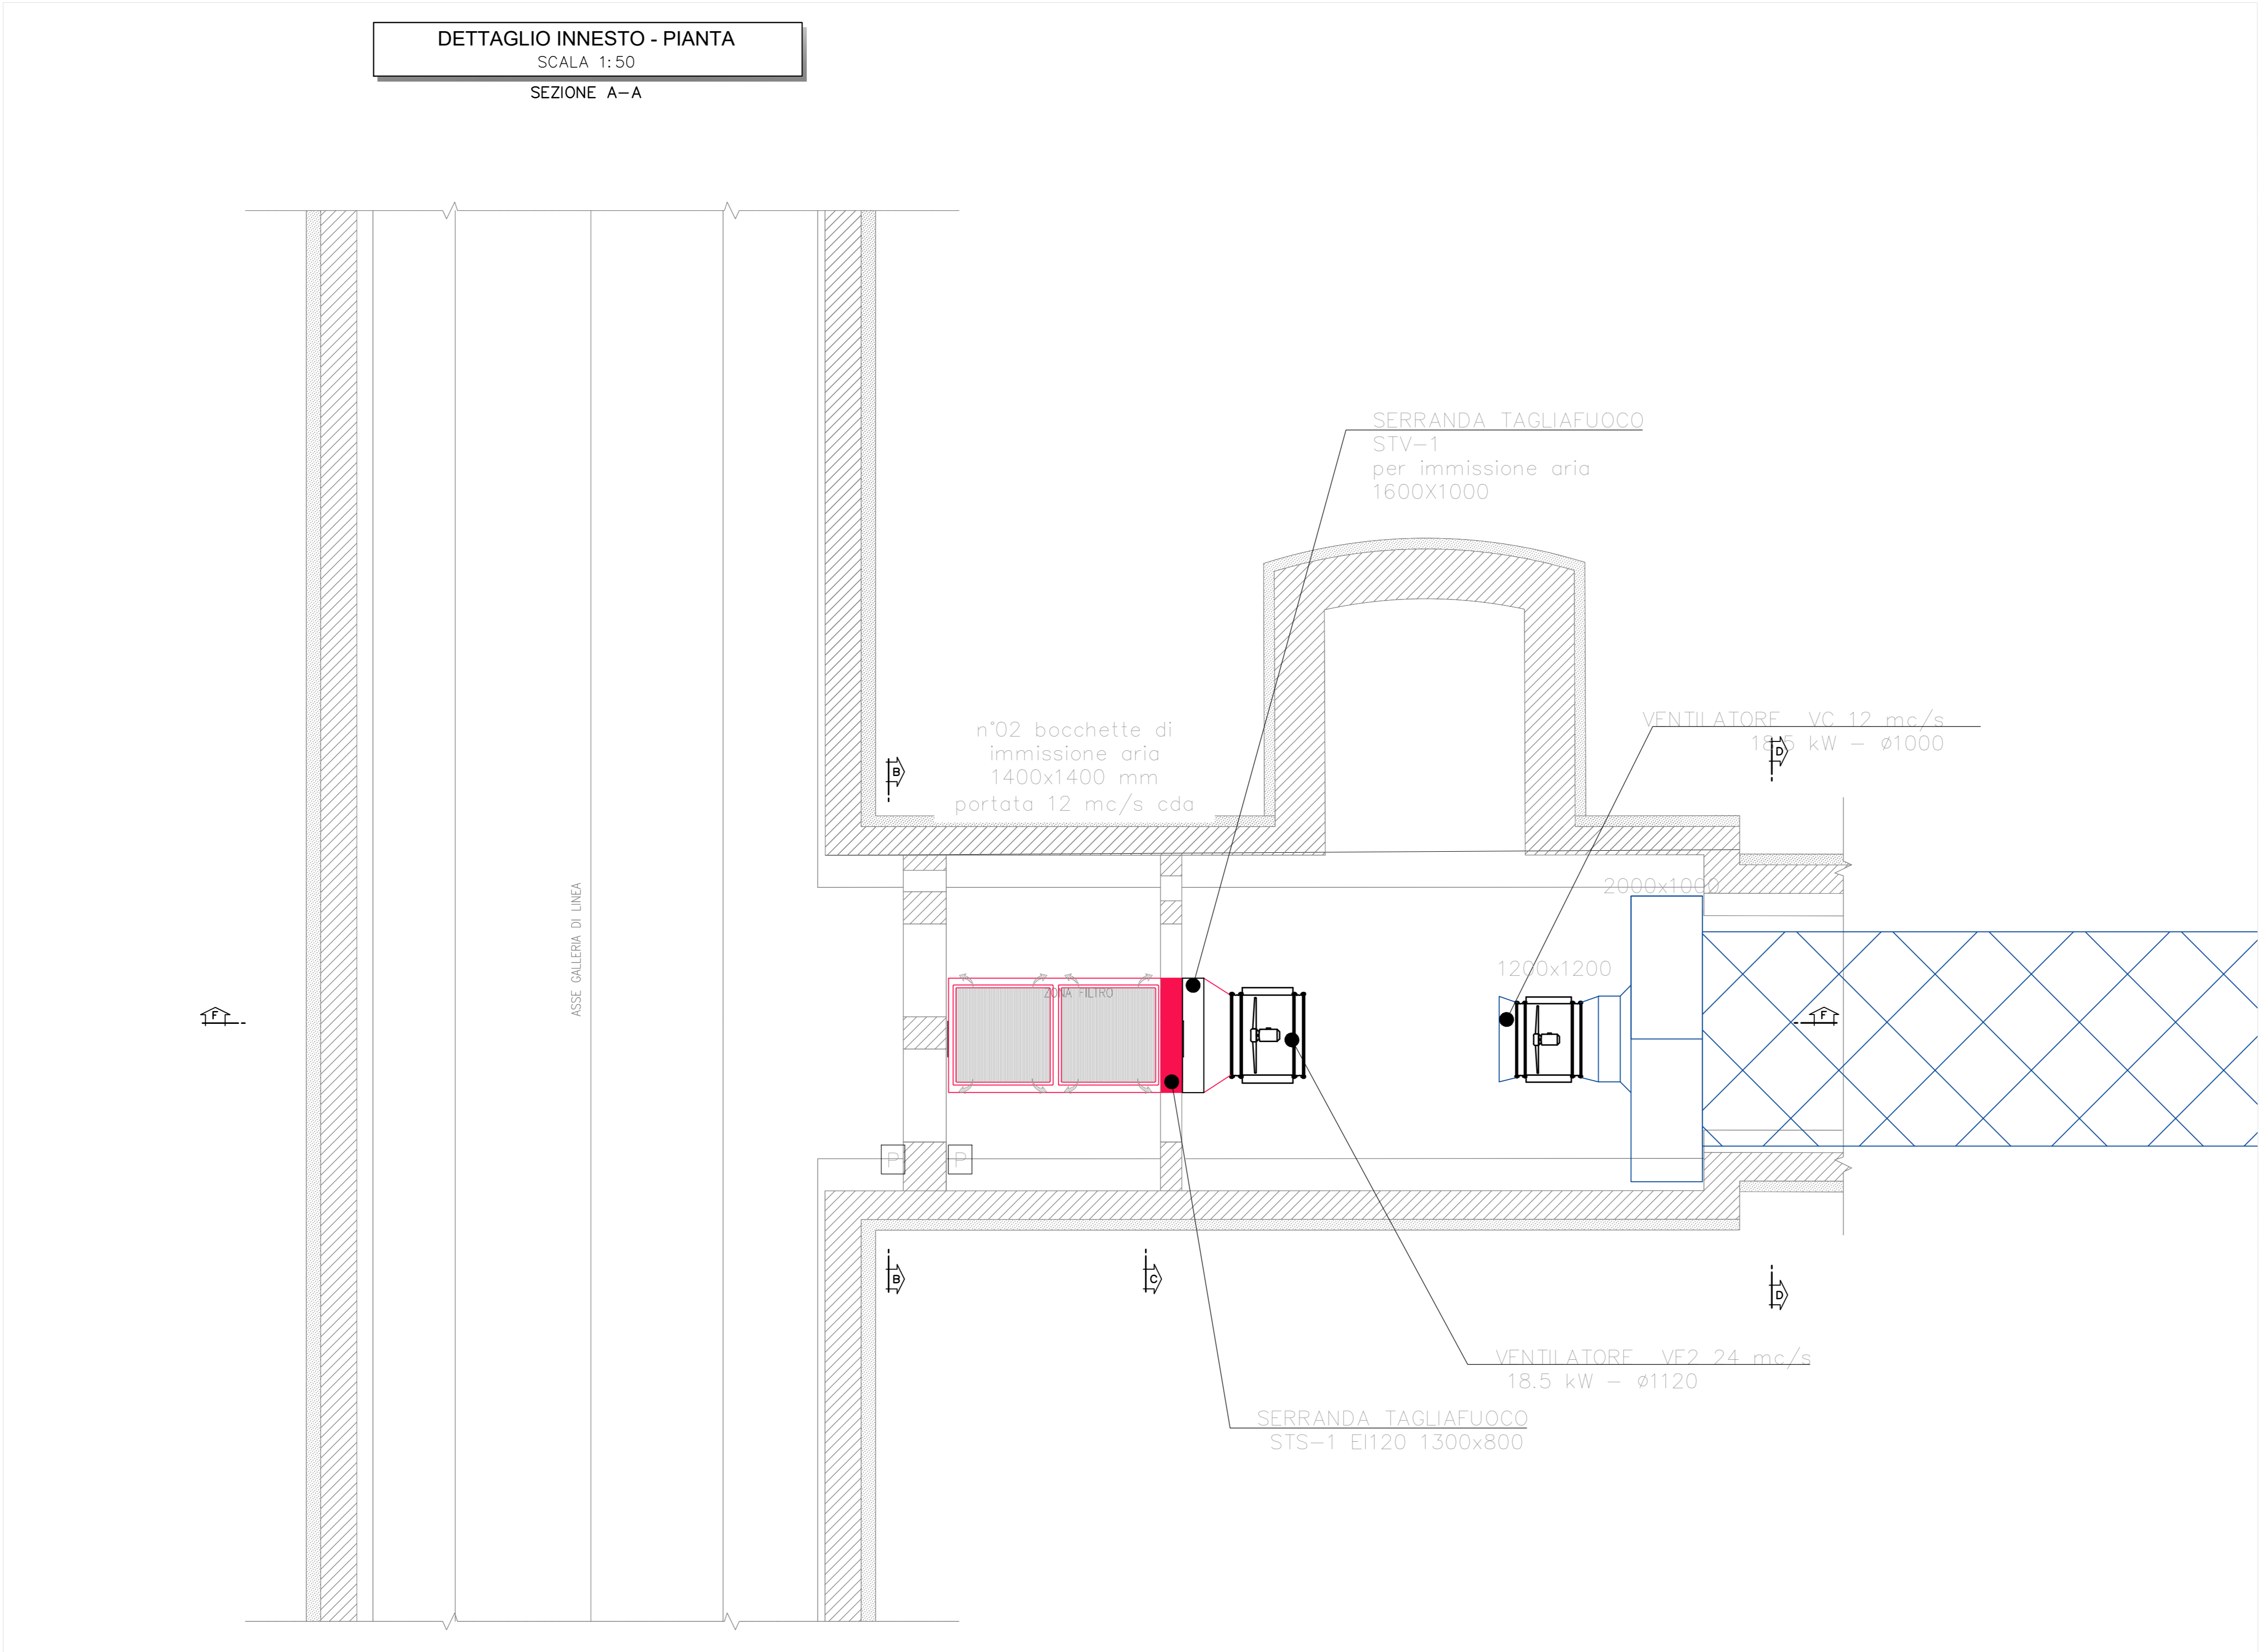 DETTAGLIO INNESTO - PIANTA
SCALA 1:50
SEZIONE A-A
SERRANDA TAGLIAFUOCO
STV-1
per immissione aria
1600X1000
n°02 bocchette di
immissione aria
1400x1400 mm
portata 12 mc/s cda
VENTILATORE VC 12 mc/s
18.5 kW - ø1000
B
D
2000x1000
1200x1200
ASSE GALLERIA DI LINEA
ZONA FILTRO
F
F
P
P
B
C
D
VENTILATORE VF2 24 mc/s
18.5 kW - ø1120
SERRANDA TAGLIAFUOCO
STS-1 EI120 1300x800